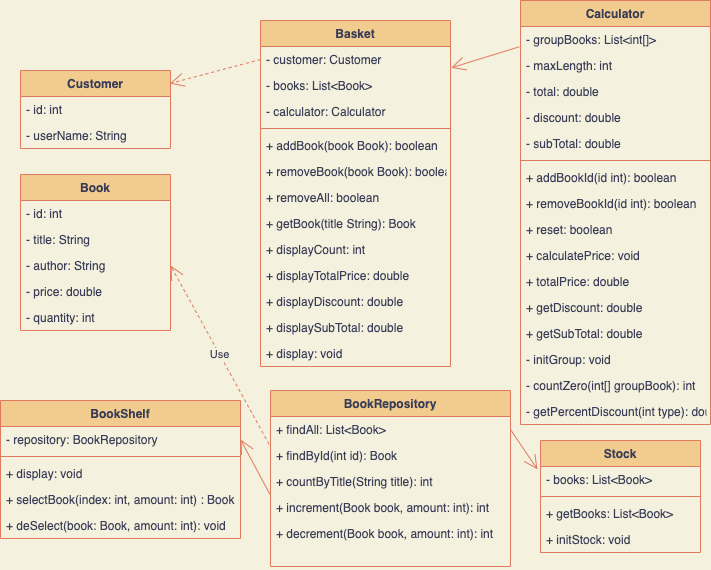 Customer
- id: int
- userName: String
Book
- id: int
- title: String
- author: String
- price: double
- quantity: int
Basket
- customer: Customer
- books: List<Book>
- calculator: Calculator
+ addBook(book Book): boolean
+ removeBook(book Book): boolea
+ removeAll: boolean
+ getBook(title String): Book
+ displayCount: int
+ displayTotalPrice: double
+ displayDiscount: double
+ displaySubTotal: double
+ display: void
Calculator
- groupBooks: List<int[]>
- maxLength: int
- total: double
- discount: double
- subTotal: double
+ addBookId(id int): boolean
+ removeBookId(id int): boolean
+ reset: boolean
+ calculatePrice: void
+ totalPrice: double
+ getDiscount: double
+ getSubTotal: double
- initGroup: void
- countZero(int[] groupBook): int
- getPercentDiscount(int type): dou
Use
BookShelf
- repository: BookRepository
+ display: void
+ selectBook(index: int, amount: int) : Book
+ deSelect(book: Book, amount: int): void
BookRepository
+ findAll: List<Book>
+ findById(int id): Book
+ countByTitle(String title): int
+ increment(Book book, amount: int): int
+ decrement(Book book, amount: int): int
Stock
- books: List<Book>
+ getBooks: List<Book>
+ initStock: void